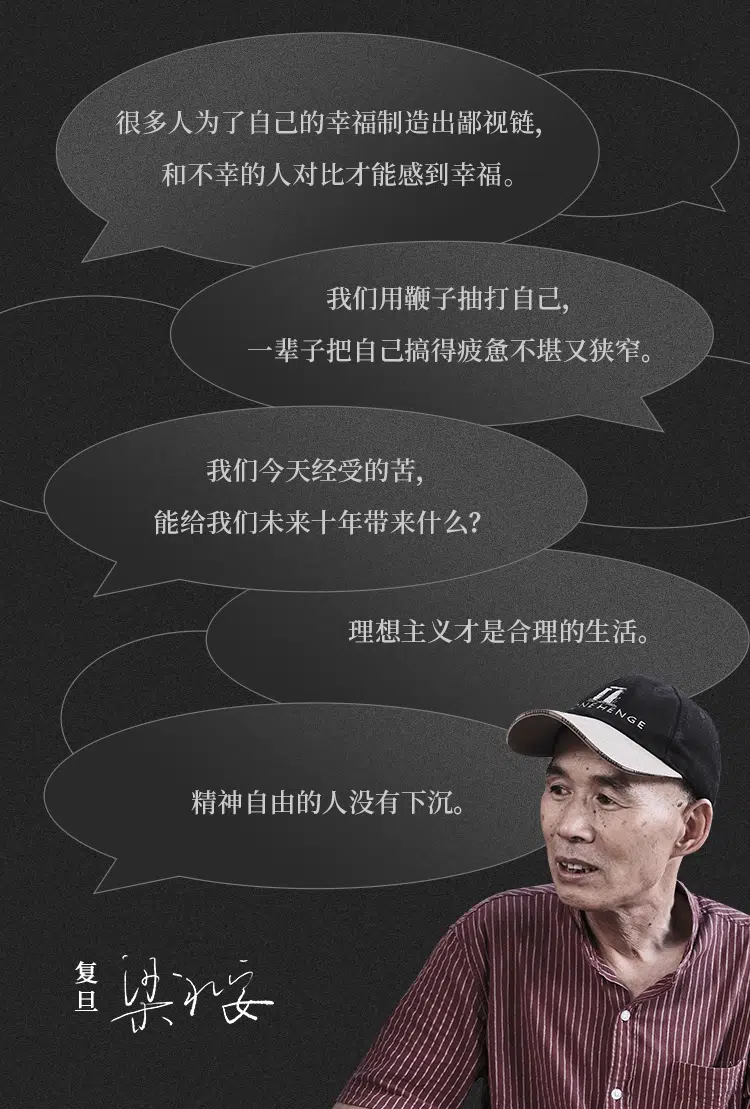 很多人为了自己的幸福制造出鄙视链，
和不幸的人对比才能感到幸福。
我们用鞭子抽打自己，
一辈子把自己搞得疲惫不堪又狭窄。
我们今天经受的苦，
能给我们未来十年带来什么？
理想主义才是合理的生活。
精神自由的人没有下沉。
复旦
梁永安